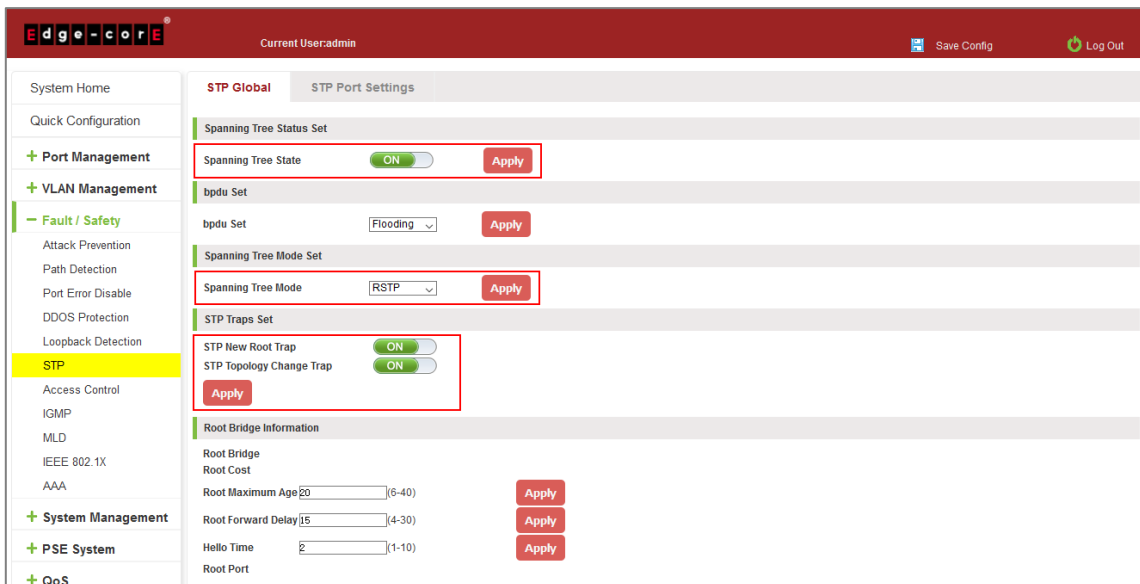 Edge-corE®
Current User:admin
Save Config
Log Out
System Home
Quick Configuration
+ Port Management
+ VLAN Management
− Fault / Safety
Attack Prevention
Path Detection
Port Error Disable
DDOS Protection
Loopback Detection
STP
Access Control
IGMP
MLD
IEEE 802.1X
AAA
+ System Management
+ PSE System
+ QoS
STP Global STP Port Settings
Spanning Tree Status Set
Spanning Tree State ON Apply
bpdu Set
bpdu Set Flooding Apply
Spanning Tree Mode Set
Spanning Tree Mode RSTP Apply
STP Traps Set
STP New Root Trap ON
STP Topology Change Trap ON
Apply
Root Bridge Information
Root Bridge
Root Cost
Root Maximum Age 20 (6-40) Apply
Root Forward Delay 15 (4-30) Apply
Hello Time 2 (1-10) Apply
Root Port